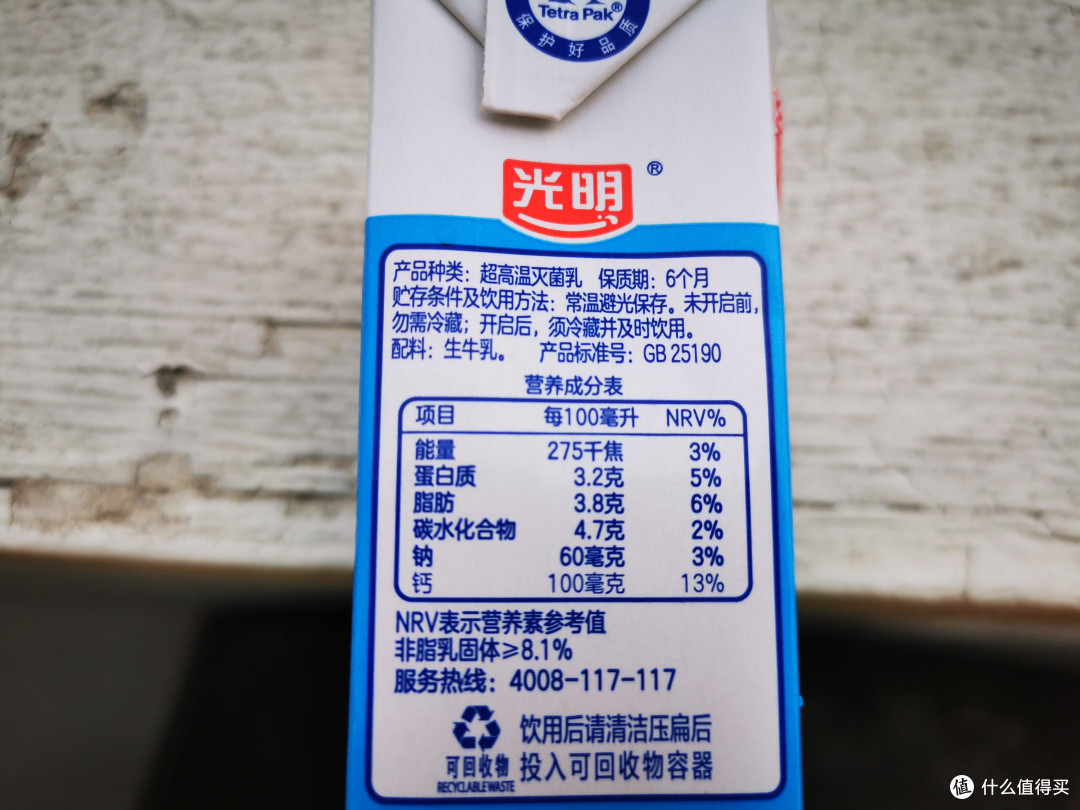 Tetra Pak®
保护好品质
光明®
产品种类：超高温灭菌乳 保质期：6个月
贮存条件及饮用方法：常温避光保存。未开启前，
勿需冷藏；开启后，须冷藏并及时饮用。
配料：生牛乳。 产品标准号：GB 25190
营养成分表
项目 每100毫升 NRV%
能量 275千焦 3%
蛋白质 3.2克 5%
脂肪 3.8克 6%
碳水化合物 4.7克 2%
钠 60毫克 3%
钙 100毫克 13%
NRV表示营养素参考值
非脂乳固体≥8.1%
服务热线：4008-117-117
饮用后请清洁压扁后
投入可回收物容器
可回收物
RECYCLABLE WASTE
值 什么值得买